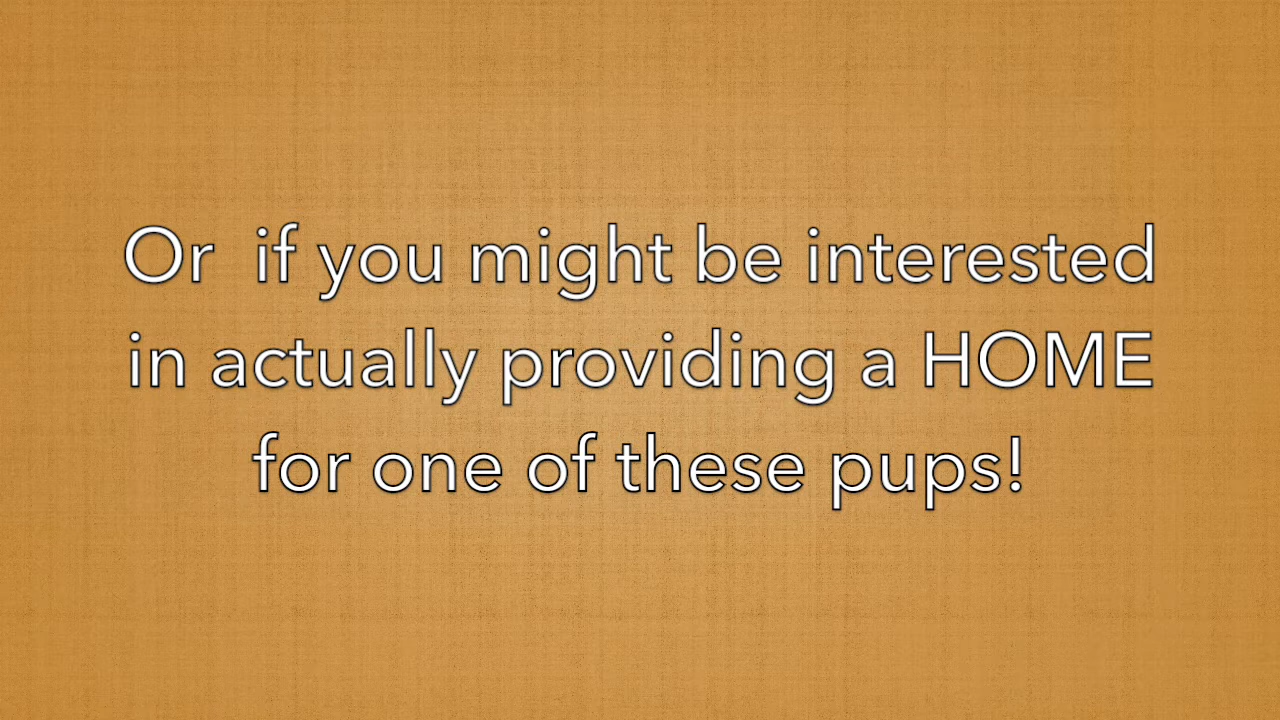 Or  if you might be interested
in actually providing a HOME
for one of these pups!